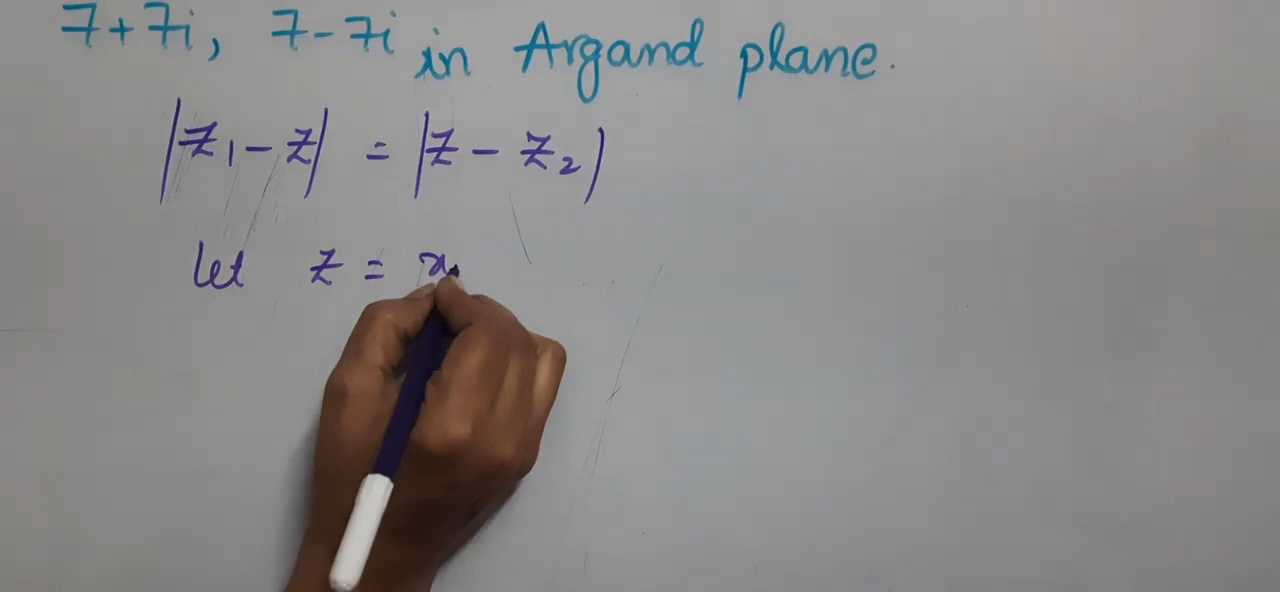 7+7i, 7-7i in Argand plane.
|z₁-z| = |z- z₂|
let z = x